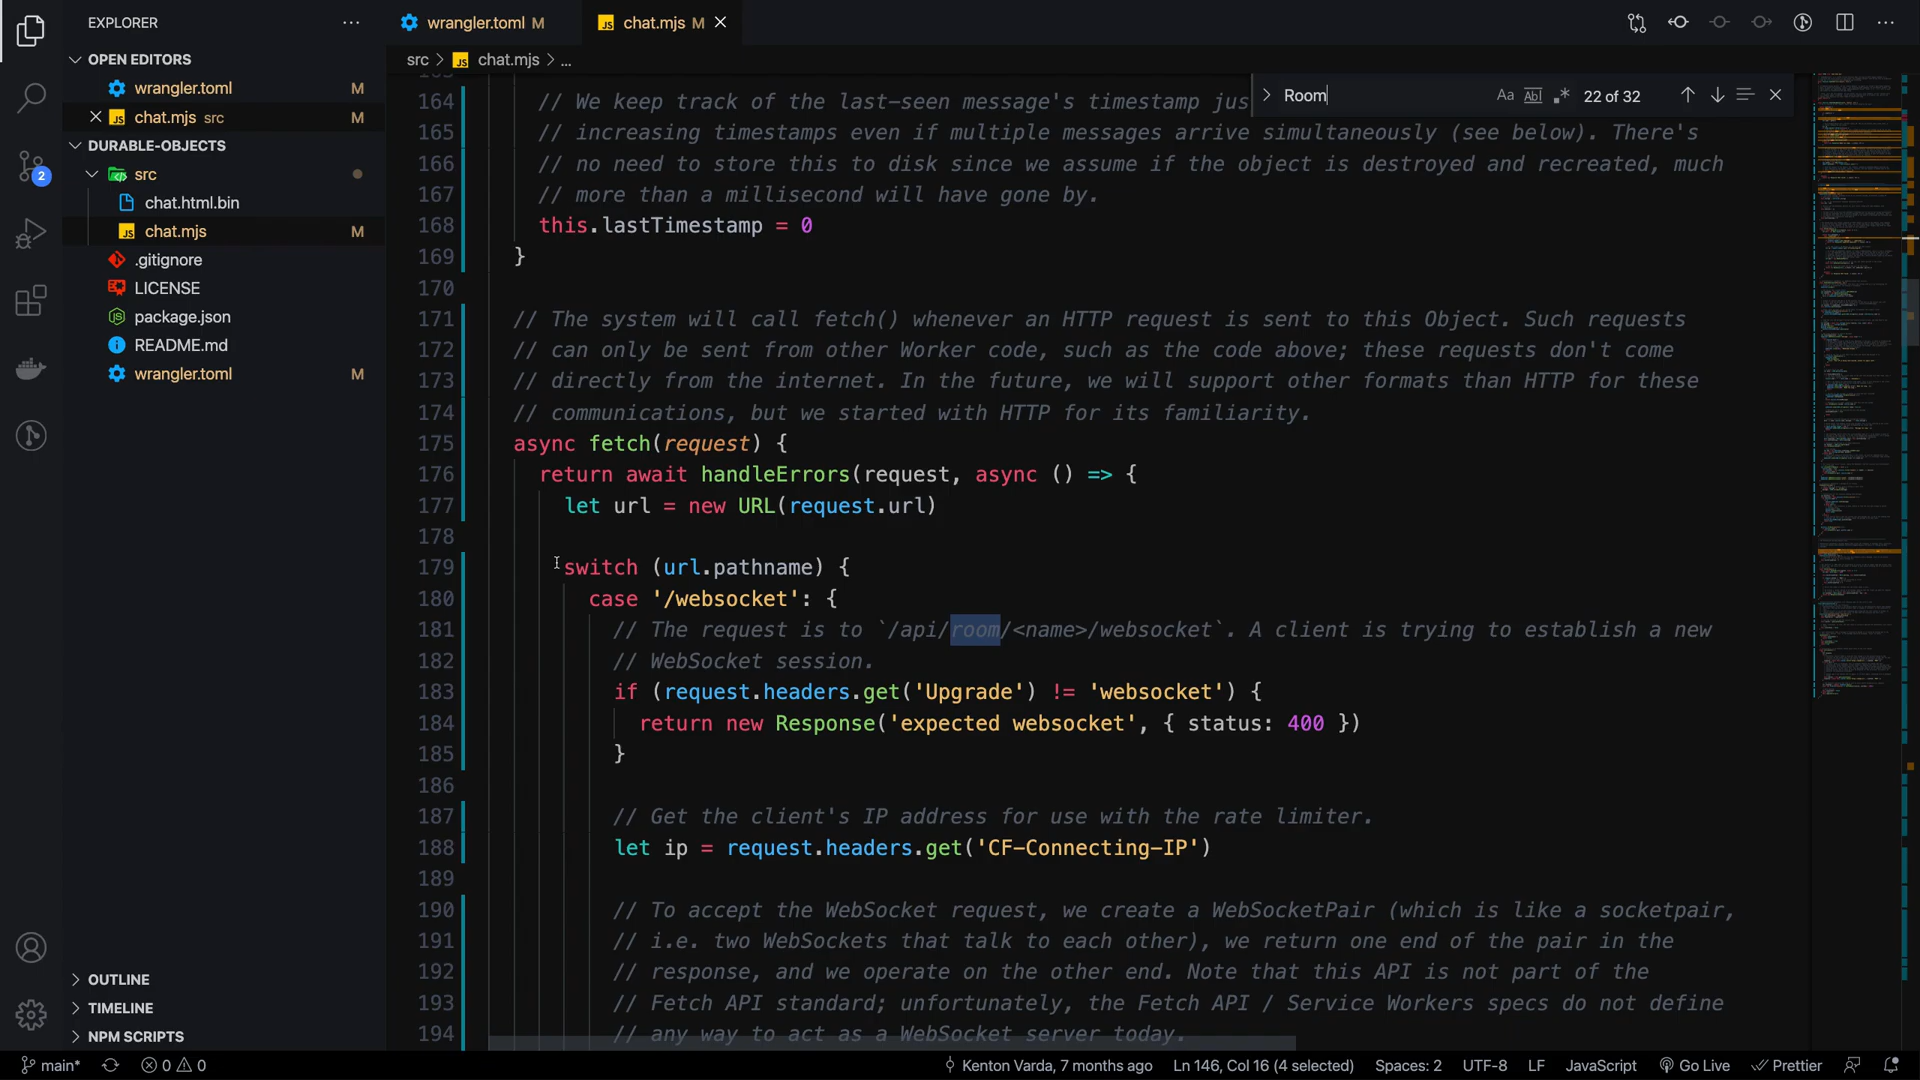 EXPLORER
OPEN EDITORS
wrangler.toml M
chat.mjs src M
DURABLE-OBJECTS
src
chat.html.bin
chat.mjs M
.gitignore
LICENSE
package.json
README.md
wrangler.toml M
2
OUTLINE
TIMELINE
NPM SCRIPTS
wrangler.toml M
chat.mjs M
src > chat.mjs > ...
Room Aa Abl .* 22 of 32
164 // We keep track of the last-seen message's timestamp jus
165 // increasing timestamps even if multiple messages arrive simultaneously (see below). There's
166 // no need to store this to disk since we assume if the object is destroyed and recreated, much
167 // more than a millisecond will have gone by.
168 this.lastTimestamp = 0
169 }
170
171 // The system will call fetch() whenever an HTTP request is sent to this Object. Such requests
172 // can only be sent from other Worker code, such as the code above; these requests don't come
173 // directly from the internet. In the future, we will support other formats than HTTP for these
174 // communications, but we started with HTTP for its familiarity.
175 async fetch(request) {
176 return await handleErrors(request, async () => {
177 let url = new URL(request.url)
178
179 switch (url.pathname) {
180 case '/websocket': {
181 // The request is to `/api/room/<name>/websocket`. A client is trying to establish a new
182 // WebSocket session.
183 if (request.headers.get('Upgrade') != 'websocket') {
184 return new Response('expected websocket', { status: 400 })
185 }
186
187 // Get the client's IP address for use with the rate limiter.
188 let ip = request.headers.get('CF-Connecting-IP')
189
190 // To accept the WebSocket request, we create a WebSocketPair (which is like a socketpair,
191 // i.e. two WebSockets that talk to each other), we return one end of the pair in the
192 // response, and we operate on the other end. Note that this API is not part of the
193 // Fetch API standard; unfortunately, the Fetch API / Service Workers specs do not define
194 // any way to act as a WebSocket server today.
main* 0 0 Kenton Varda, 7 months ago Ln 146, Col 16 (4 selected) Spaces: 2 UTF-8 LF JavaScript Go Live Prettier